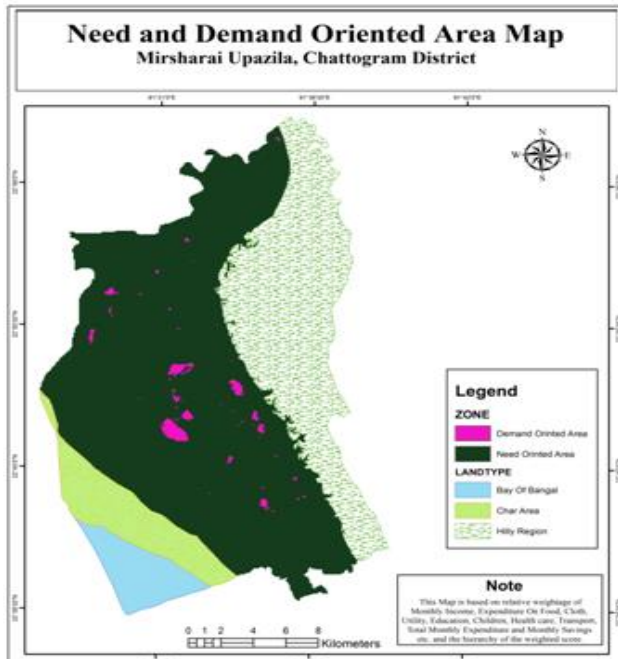 Need and Demand Oriented Area Map
Mirsharai Upazila, Chattogram District
N
W E
S
Legend
ZONE
Demand Orinted Area
Need Orinted Area
LANDTYPE
Bay Of Bangal
Char Area
Hilly Region
Note
This Map is based on relative weightage of
Monthly Income, Expenditure On Food, Cloth,
Utility, Education, Children, Health care, Transport,
Total Monthly Expenditure and Monthly Savings
etc. and the hierarchy of the weighted score
0 1 2 4 6 8
Kilometers